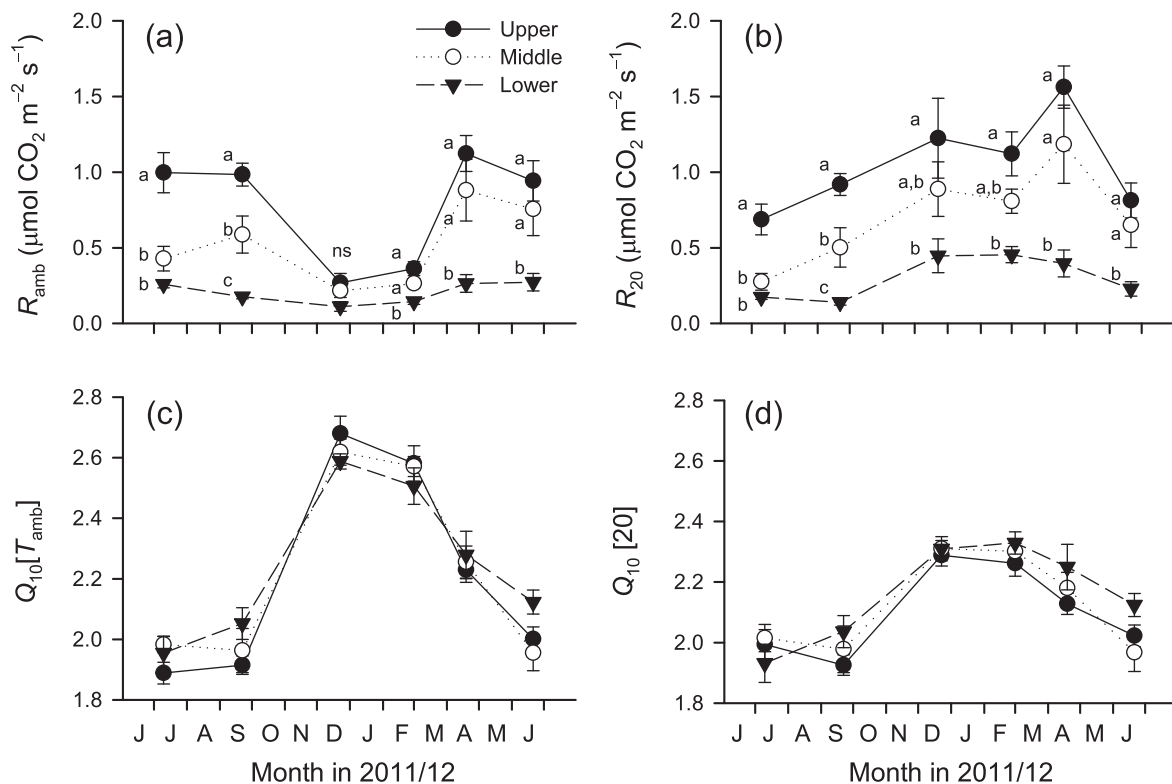 (a)
Upper
Middle
Lower
R_amb (μmol CO₂ m⁻² s⁻¹)
2.0
1.5
1.0
0.5
0.0
a
a
a
a
a
b
b
ns
a
a
a
b
c
b
b
b
(b)
R₂₀ (μmol CO₂ m⁻² s⁻¹)
2.0
1.5
1.0
0.5
0.0
a
a
a
a
a
a
b
b
a,b
a,b
a
a
b
c
b
b
b
b
(c)
Q₁₀[T_amb]
2.8
2.6
2.4
2.2
2.0
1.8
J J A S O N D J F M A M J
Month in 2011/12
(d)
Q₁₀ [20]
2.8
2.6
2.4
2.2
2.0
1.8
J J A S O N D J F M A M J
Month in 2011/12